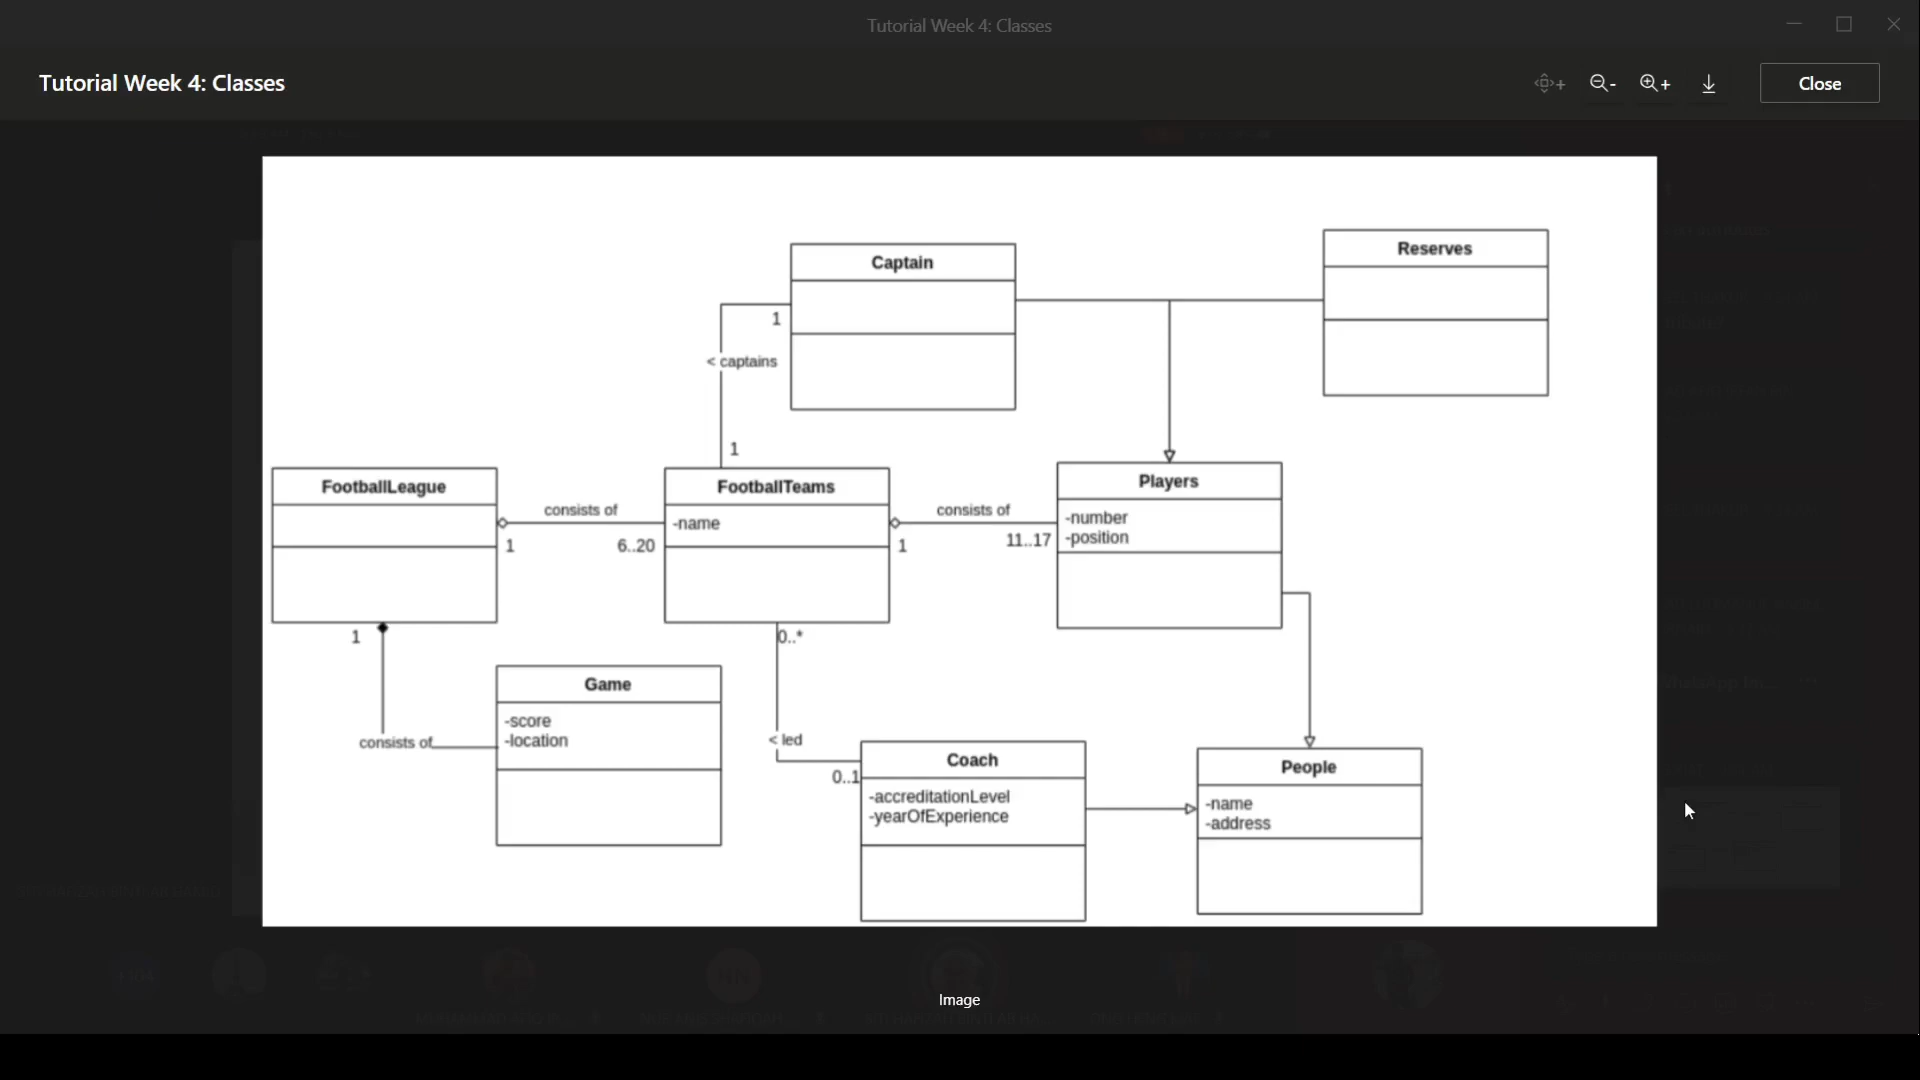 Tutorial Week 4: Classes
Tutorial Week 4: Classes
Close
Captain
Reserves
1
< captains
1
FootballLeague
consists of
1
6..20
FootballTeams
-name
consists of
1
11..17
Players
-number
-position
1
consists of
Game
-score
-location
0..*
< led
0..1
Coach
-accreditationLevel
-yearOfExperience
People
-name
-address
Image